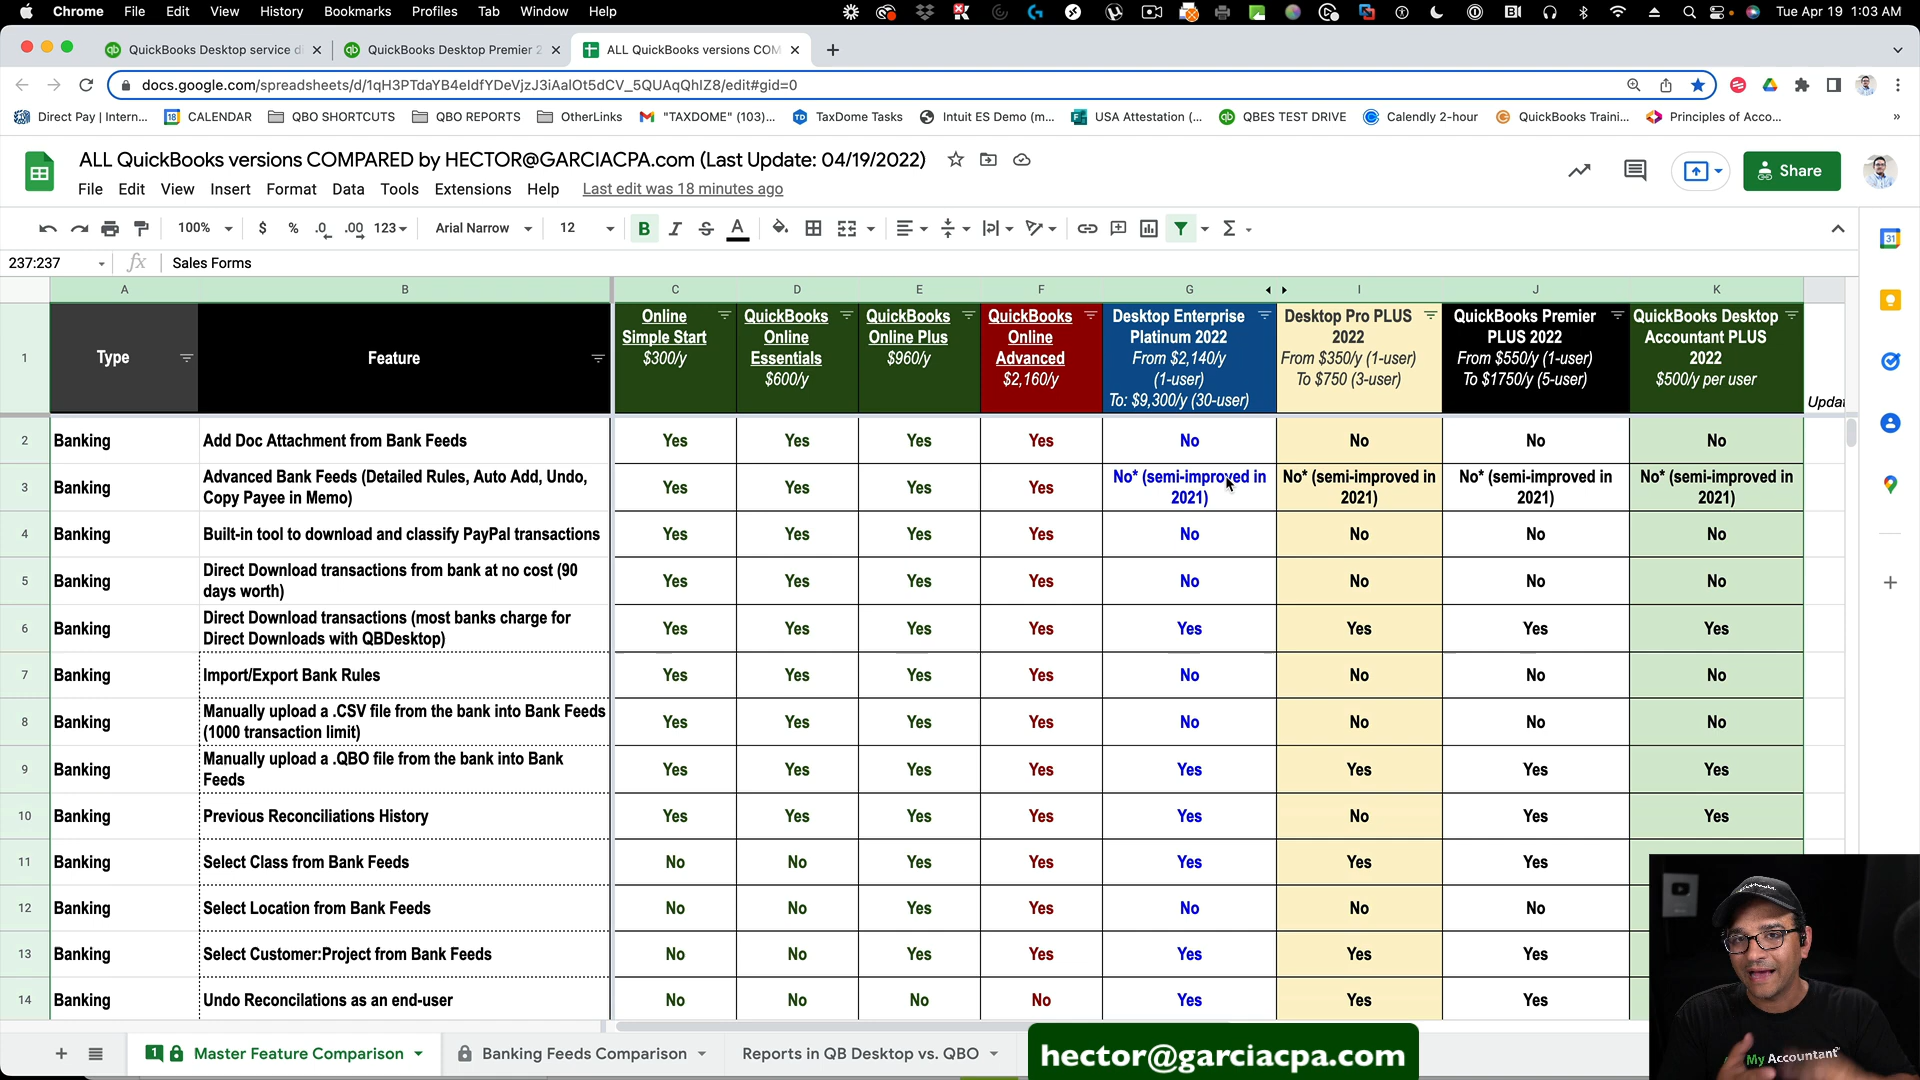 Chrome File Edit View History Bookmarks Profiles Tab Window Help Tue Apr 19 1:03 AM
QuickBooks Desktop service di
QuickBooks Desktop Premier 2
ALL QuickBooks versions COM
docs.google.com/spreadsheets/d/1qH3PTdaYB4eIdfYDeVjzJ3iAalOt5dCV_5QUAqQhIZ8/edit#gid=0
Direct Pay | Intern... CALENDAR QBO SHORTCUTS QBO REPORTS OtherLinks "TAXDOME" (103)... TaxDome Tasks Intuit ES Demo (m... USA Attestation (... QBES TEST DRIVE Calendly 2-hour QuickBooks Traini... Principles of Acco... »
ALL QuickBooks versions COMPARED by HECTOR@GARCIACPA.com (Last Update: 04/19/2022)
File Edit View Insert Format Data Tools Extensions Help Last edit was 18 minutes ago
Share
100% $ % .0 .00 123 Arial Narrow 12 B I S A Σ
237:237 fx Sales Forms
A B C D E F G I J K
1 Type Feature
Online
Simple Start
$300/y
QuickBooks
Online
Essentials
$600/y
QuickBooks
Online Plus
$960/y
QuickBooks
Online
Advanced
$2,160/y
Desktop Enterprise
Platinum 2022
From $2,140/y
(1-user)
To: $9,300/y (30-user)
Desktop Pro PLUS
2022
From $350/y (1-user)
To $750 (3-user)
QuickBooks Premier
PLUS 2022
From $550/y (1-user)
To $1750/y (5-user)
QuickBooks Desktop
Accountant PLUS
2022
$500/y per user
Updat
2 Banking Add Doc Attachment from Bank Feeds Yes Yes Yes Yes No No No No
3 Banking Advanced Bank Feeds (Detailed Rules, Auto Add, Undo,
Copy Payee in Memo) Yes Yes Yes Yes
No* (semi-improved in
2021)
No* (semi-improved in
2021)
No* (semi-improved in
2021)
No* (semi-improved in
2021)
4 Banking Built-in tool to download and classify PayPal transactions Yes Yes Yes Yes No No No No
5 Banking Direct Download transactions from bank at no cost (90
days worth) Yes Yes Yes Yes No No No No
6 Banking Direct Download transactions (most banks charge for
Direct Downloads with QBDesktop) Yes Yes Yes Yes Yes Yes Yes Yes
7 Banking Import/Export Bank Rules Yes Yes Yes Yes No No No No
8 Banking Manually upload a .CSV file from the bank into Bank Feeds
(1000 transaction limit) Yes Yes Yes Yes No No No No
9 Banking Manually upload a .QBO file from the bank into Bank
Feeds Yes Yes Yes Yes Yes Yes Yes Yes
10 Banking Previous Reconciliations History Yes Yes Yes Yes Yes No Yes Yes
11 Banking Select Class from Bank Feeds No No Yes Yes Yes Yes Yes
12 Banking Select Location from Bank Feeds No No Yes Yes No No No
13 Banking Select Customer:Project from Bank Feeds No No Yes Yes Yes Yes Yes
14 Banking Undo Reconcilations as an end-user No No No No Yes Yes Yes
My Accountant
1 Master Feature Comparison Banking Feeds Comparison Reports in QB Desktop vs. QBO
hector@garciacpa.com